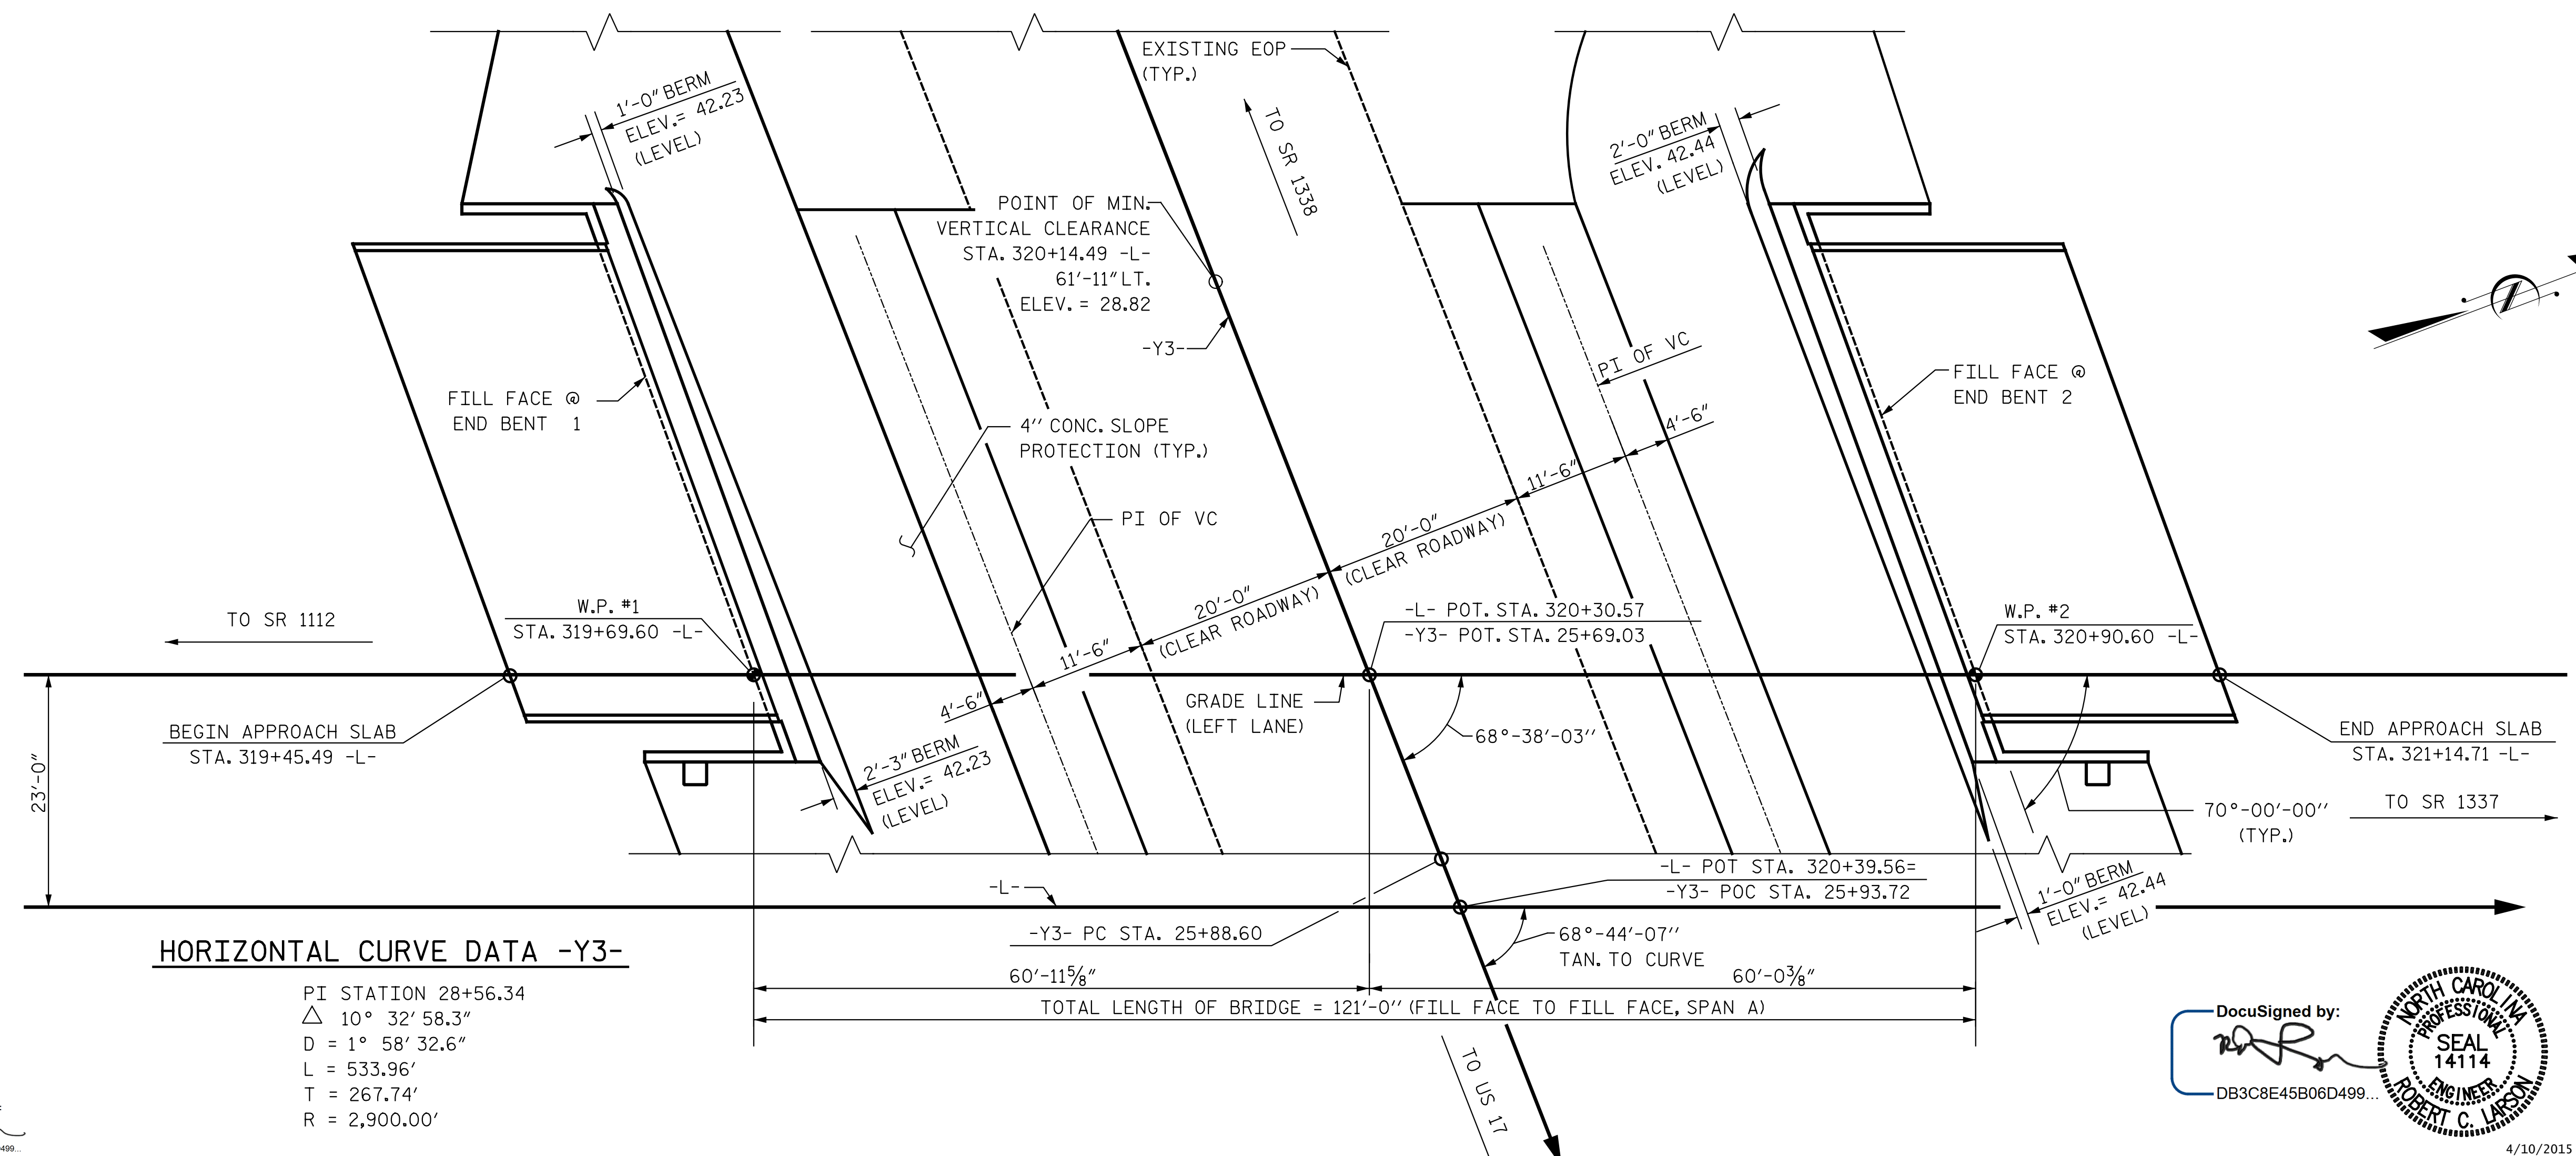 EXISTING EOP
(TYP.)
1'-0" BERM
ELEV.= 42.23
(LEVEL)
TO SR 1338
2'-0" BERM
ELEV. 42.44
(LEVEL)
POINT OF MIN.
VERTICAL CLEARANCE
STA. 320+14.49 -L-
61'-11" LT.
ELEV. = 28.82
-Y3-
PI OF VC
FILL FACE @
END BENT 1
FILL FACE @
END BENT 2
4" CONC. SLOPE
PROTECTION (TYP.)
4'-6"
11'-6"
20'-0"
(CLEAR ROADWAY)
PI OF VC
20'-0"
(CLEAR ROADWAY)
11'-6"
4'-6"
TO SR 1112
W.P. #1
STA. 319+69.60 -L-
-L- POT. STA. 320+30.57
-Y3- POT. STA. 25+69.03
W.P. #2
STA. 320+90.60 -L-
GRADE LINE
(LEFT LANE)
68°-38'-03"
BEGIN APPROACH SLAB
STA. 319+45.49 -L-
END APPROACH SLAB
STA. 321+14.71 -L-
23'-0"
2'-3" BERM
ELEV.= 42.23
(LEVEL)
70°-00'-00"
(TYP.)
TO SR 1337
-L- POT STA. 320+39.56=
-Y3- POC STA. 25+93.72
-L-
1'-0" BERM
ELEV.= 42.44
(LEVEL)
-Y3- PC STA. 25+88.60
68°-44'-07"
TAN. TO CURVE
HORIZONTAL CURVE DATA -Y3-
PI STATION 28+56.34
△ 10° 32' 58.3"
D = 1° 58' 32.6"
L = 533.96'
T = 267.74'
R = 2,900.00'
60'-11⅝"
60'-0⅜"
TOTAL LENGTH OF BRIDGE = 121'-0" (FILL FACE TO FILL FACE, SPAN A)
TO US 17
DocuSigned by:
DB3C8E45B06D499...
NORTH CAROLINA
PROFESSIONAL
SEAL
14114
ENGINEER
ROBERT C. LARSON
4/10/2015
0499...